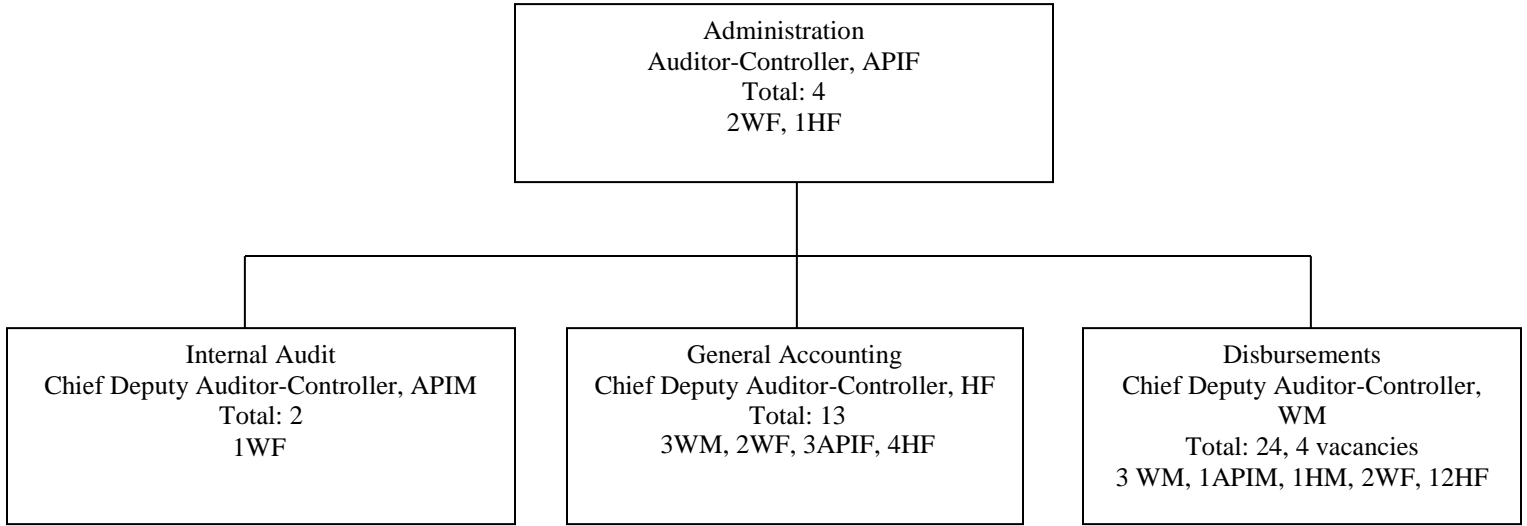 Administration
Auditor-Controller, APIF
Total: 4
2WF, 1HF
Internal Audit
Chief Deputy Auditor-Controller, APIM
Total: 2
1WF
General Accounting
Chief Deputy Auditor-Controller, HF
Total: 13
3WM, 2WF, 3APIF, 4HF
Disbursements
Chief Deputy Auditor-Controller,
WM
Total: 24, 4 vacancies
3 WM, 1APIM, 1HM, 2WF, 12HF